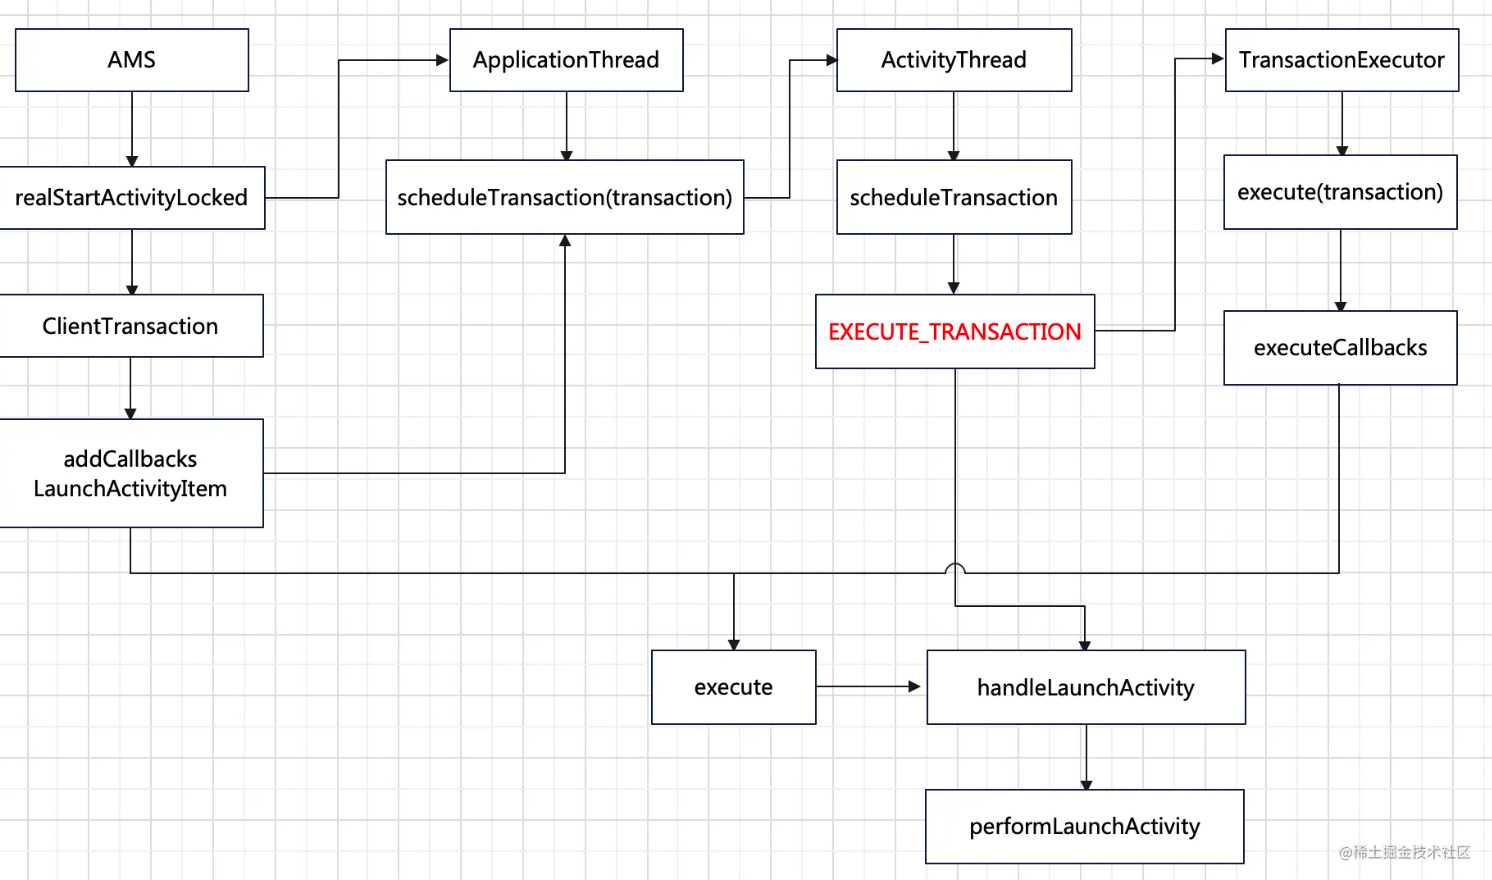 AMS
ApplicationThread
ActivityThread
TransactionExecutor
realStartActivityLocked
scheduleTransaction(transaction)
scheduleTransaction
execute(transaction)
ClientTransaction
EXECUTE_TRANSACTION
executeCallbacks
addCallbacks
LaunchActivityItem
execute
handleLaunchActivity
performLaunchActivity
@稀土掘金技术社区